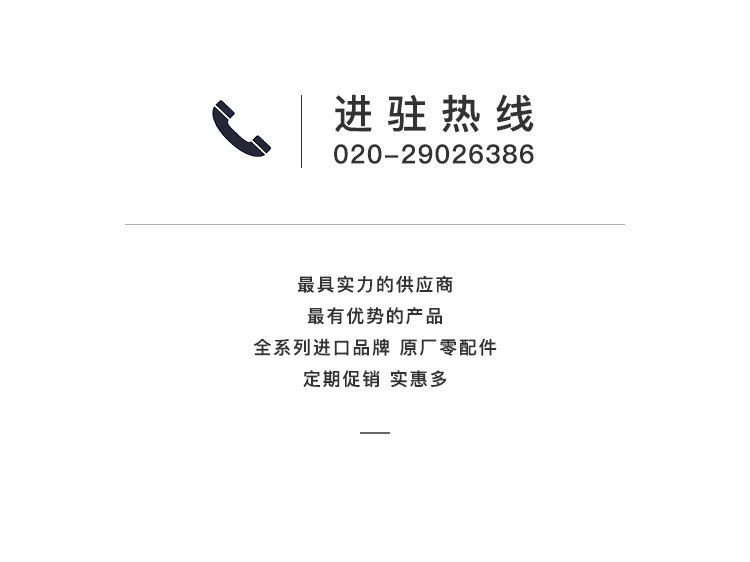 进驻热线
020-29026386
最具实力的供应商
最有优势的产品
全系列进口品牌 原厂零配件
定期促销 实惠多